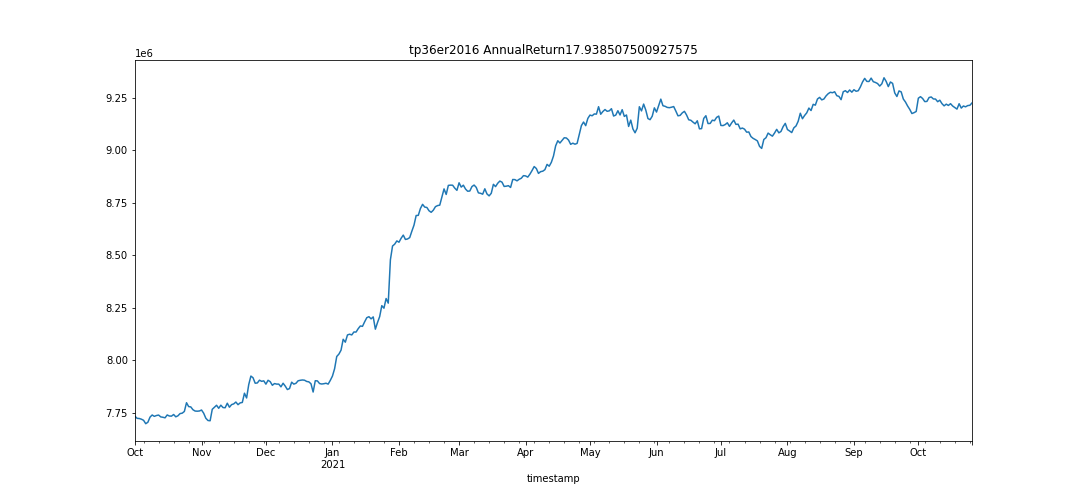 tp36er2016 AnnualReturn17.938507500927575
1e6
9.25
9.00
8.75
8.50
8.25
8.00
7.75
Oct Nov Dec Jan Feb Mar Apr May Jun Jul Aug Sep Oct
2021
timestamp